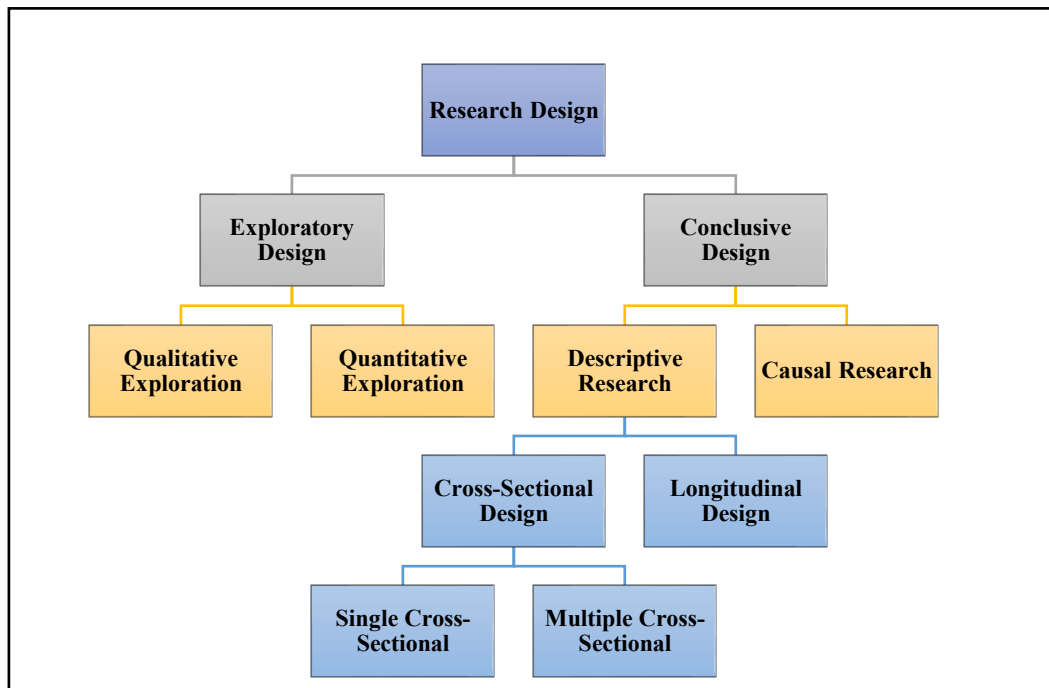 Research Design
Exploratory
Design
Conclusive
Design
Qualitative
Exploration
Quantitative
Exploration
Descriptive
Research
Causal Research
Cross-Sectional
Design
Longitudinal
Design
Single Cross-
Sectional
Multiple Cross-
Sectional